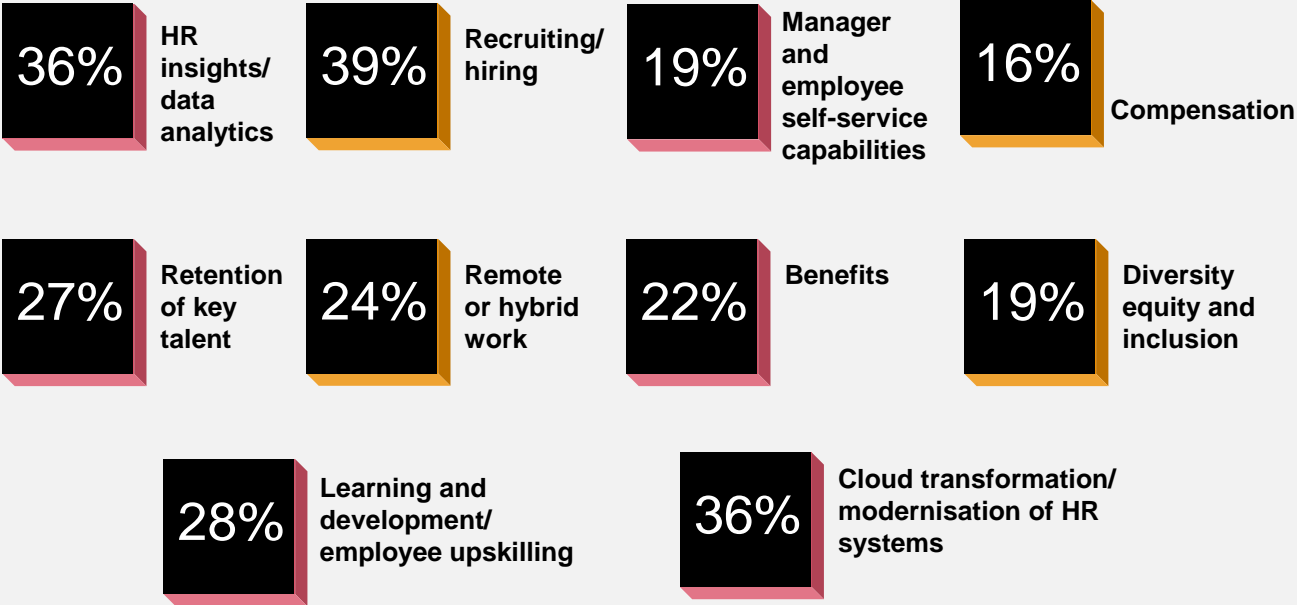 36%
HR
insights/
data
analytics
39%
Recruiting/
hiring
19%
Manager
and
employee
self-service
capabilities
16%
Compensation
27%
Retention
of key
talent
24%
Remote
or hybrid
work
22%
Benefits
19%
Diversity
equity and
inclusion
28%
Learning and
development/
employee upskilling
36%
Cloud transformation/
modernisation of HR
systems